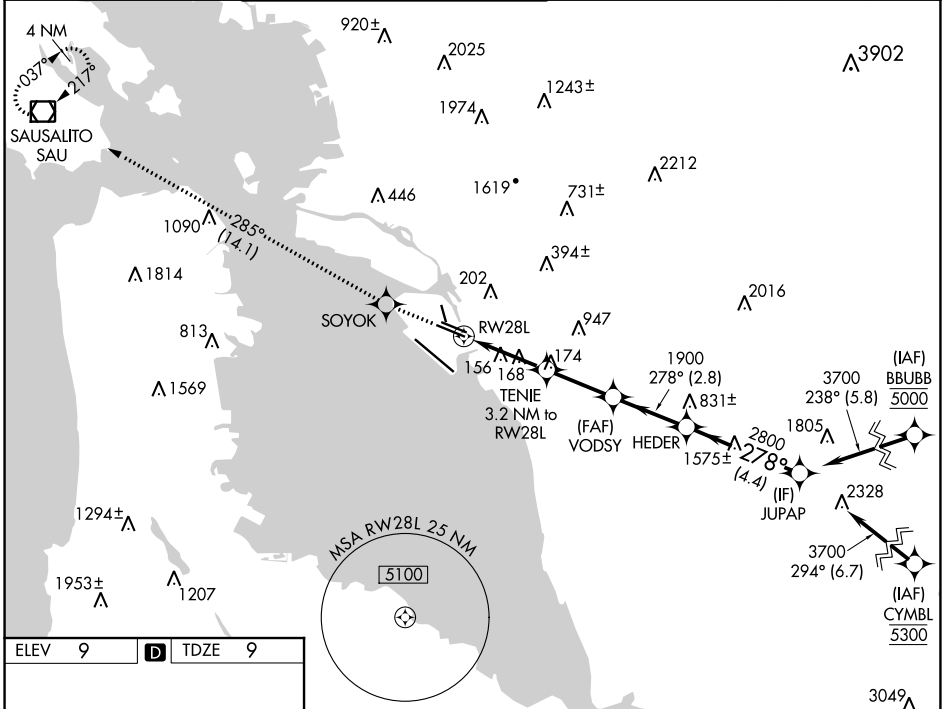 920±
4 NM
2025
3902
037°
217°
1243±
1974
SAUSALITO
SAU
2212
1619
446
731±
1090
285°
(14.1)
394±
1814
202
2016
SOYOK
RW28L
947
813
(IAF)
BBUBB
5000
156
168
174
1900
278° (2.8)
3700
238° (5.8)
1569
TENIE
3.2 NM to
RW28L
831±
(FAF)
VODSY
HEDER
1805
2800
1575±
278°
(4.4)
(IF)
JUPAP
2328
1294±
MSA RW28L 25 NM
3700
294° (6.7)
5100
1953±
1207
(IAF)
CYMBL
5300
ELEV 9 D TDZE 9
3049